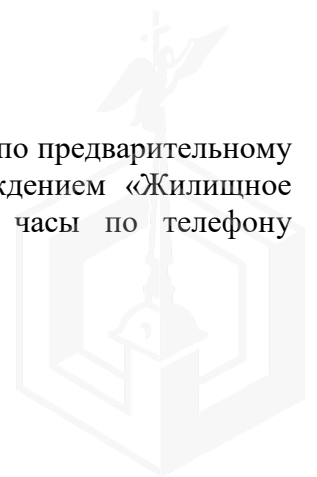 по предварительному
ждением «Жилищное
часы по телефону